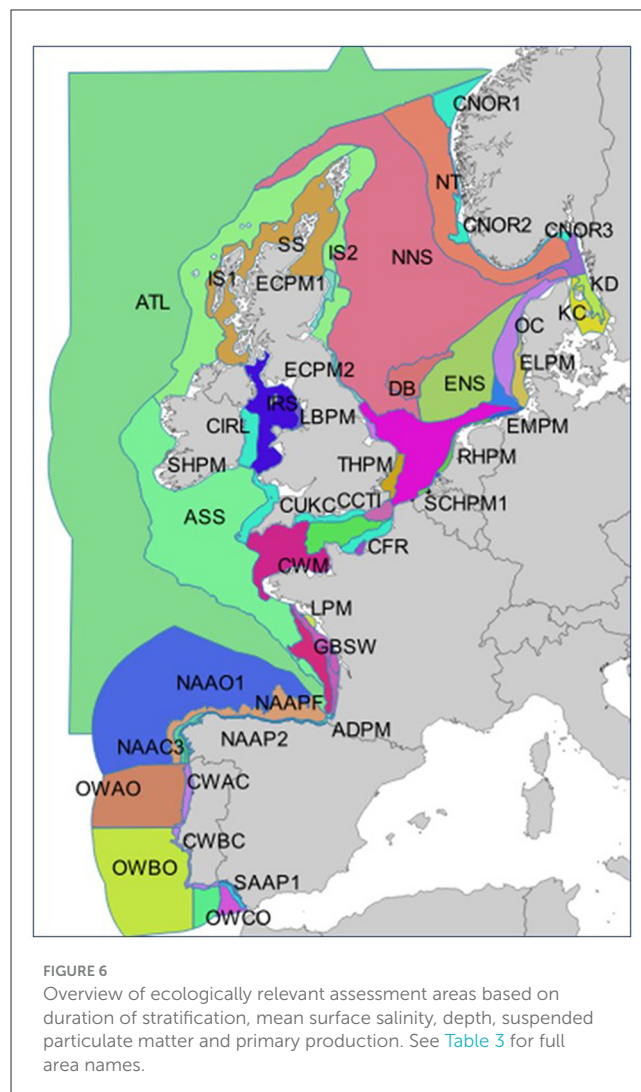 CNOR1
NT
CNOR2
CNOR3
SS
IS2
NNS
IS1
ECPM1
KD
ATL
KC
OC
ECPM2
DB
ENS
ELPM
IRS
LBPM
CIRL
EMPM
SHPM
THPM
RHPM
ASS
CUKC
CCTI
SCHPM1
CWM
CFR
LPM
GBSW
NAAO1
NAAPF
NAAC3
NAAP2
ADPM
OWAO
CWAC
CWBC
OWBO
SAAP1
OWCO
FIGURE 6
Overview of ecologically relevant assessment areas based on
duration of stratification, mean surface salinity, depth, suspended
particulate matter and primary production. See Table 3 for full
area names.